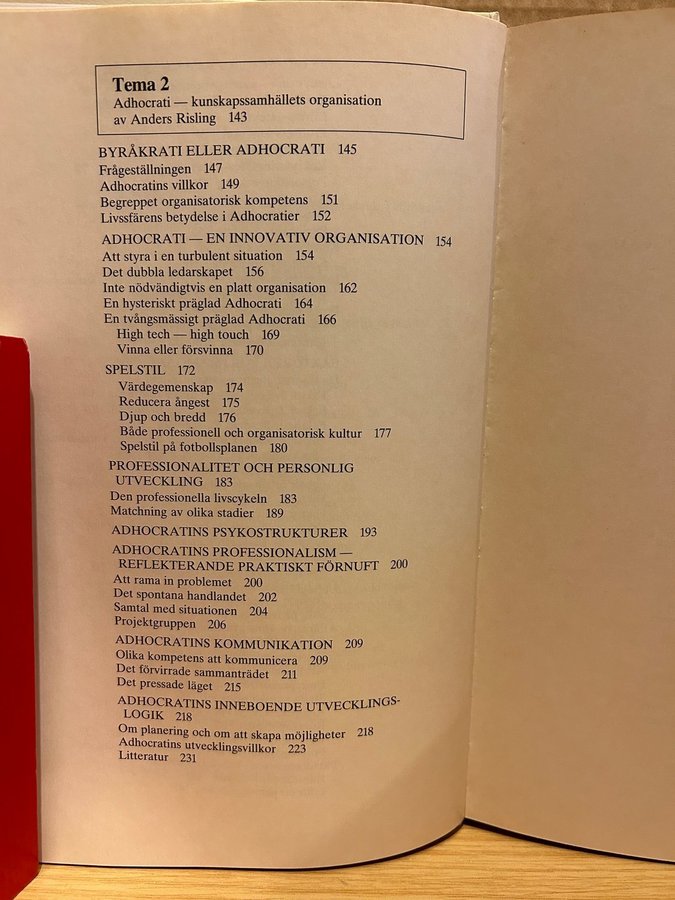 Tema 2
Adhocrati — kunskapssamhällets organisation
av Anders Risling 143
BYRÅKRATI ELLER ADHOCRATI 145
Frågeställningen 147
Adhocratins villkor 149
Begreppet organisatorisk kompetens 151
Livssfärens betydelse i Adhocratier 152
ADHOCRATI — EN INNOVATIV ORGANISATION 154
Att styra i en turbulent situation 154
Det dubbla ledarskapet 156
Inte nödvändigtvis en platt organisation 162
En hysteriskt präglad Adhocrati 164
En tvångsmässigt präglad Adhocrati 166
High tech — high touch 169
Vinna eller försvinna 170
SPELSTIL 172
Värdegemenskap 174
Reducera ångest 175
Djup och bredd 176
Både professionell och organisatorisk kultur 177
Spelstil på fotbollsplanen 180
PROFESSIONALITET OCH PERSONLIG
UTVECKLING 183
Den professionella livscykeln 183
Matchning av olika stadier 189
ADHOCRATINS PSYKOSTRUKTURER 193
ADHOCRATINS PROFESSIONALISM —
REFLEKTERANDE PRAKTISKT FÖRNUFT 200
Att rama in problemet 200
Det spontana handlandet 202
Samtal med situationen 204
Projektgruppen 206
ADHOCRATINS KOMMUNIKATION 209
Olika kompetens att kommunicera 209
Det förvirrade sammanträdet 211
Det pressade läget 215
ADHOCRATINS INNEBOENDE UTVECKLINGS-
LOGIK 218
Om planering och om att skapa möjligheter 218
Adhocratins utvecklingsvillkor 223
Litteratur 231